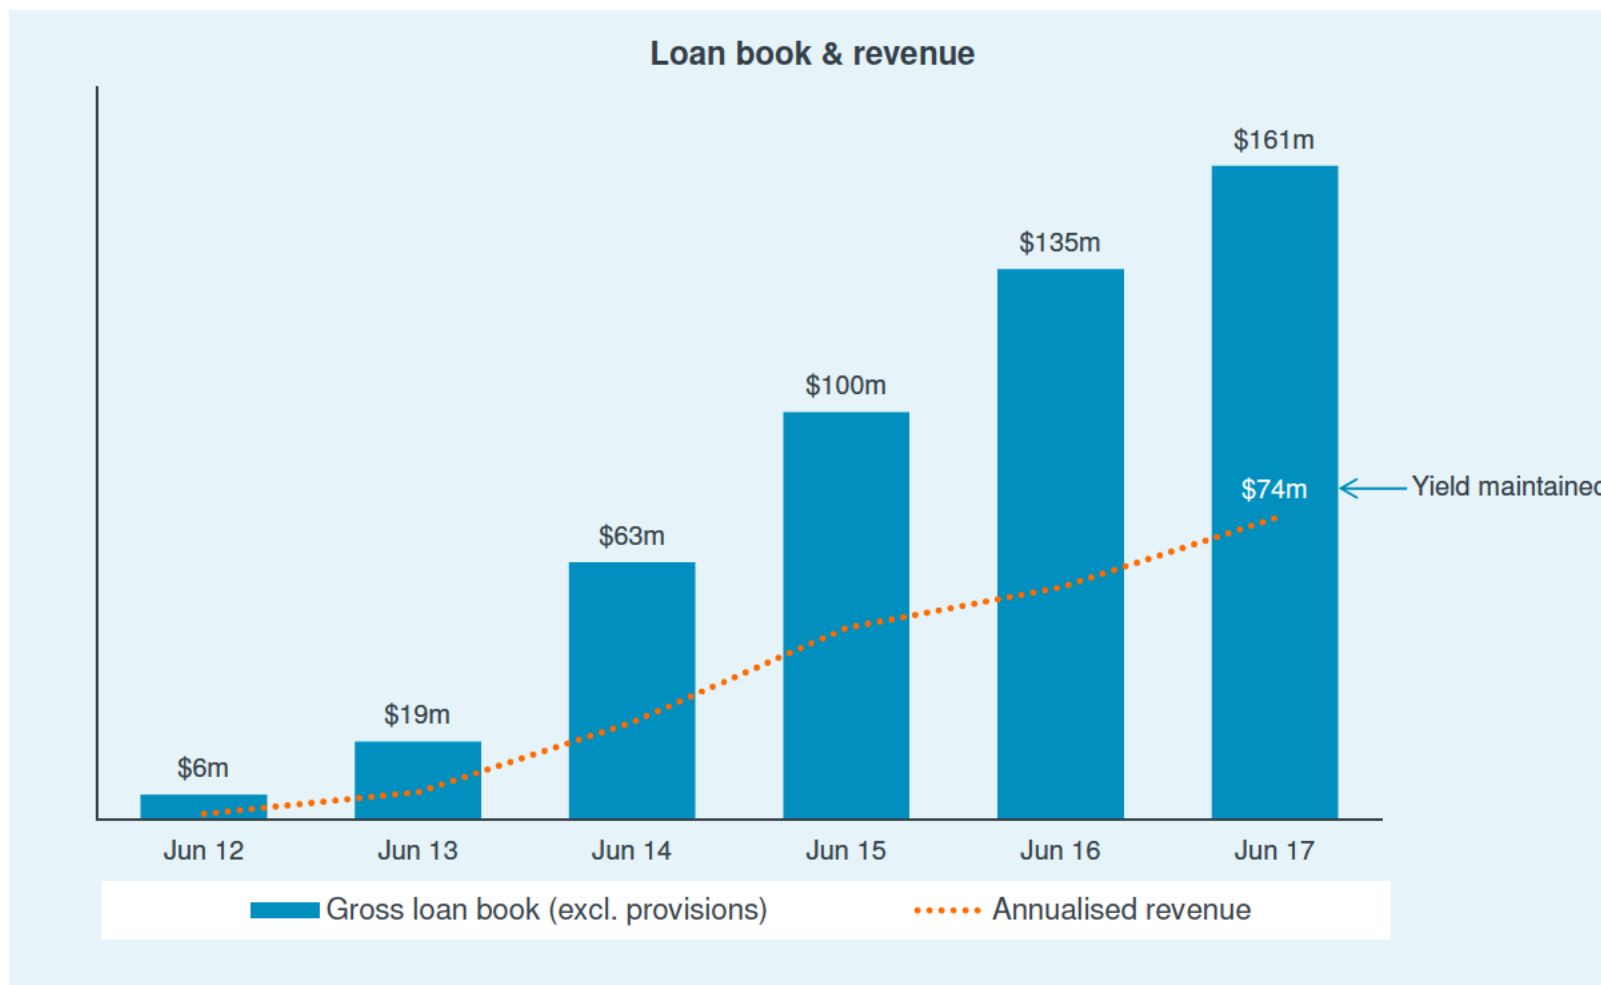 Loan book & revenue
$161m
$135m
$100m
$74m
Yield maintained
$63m
$19m
$6m
Jun 12 Jun 13 Jun 14 Jun 15 Jun 16 Jun 17
Gross loan book (excl. provisions) Annualised revenue